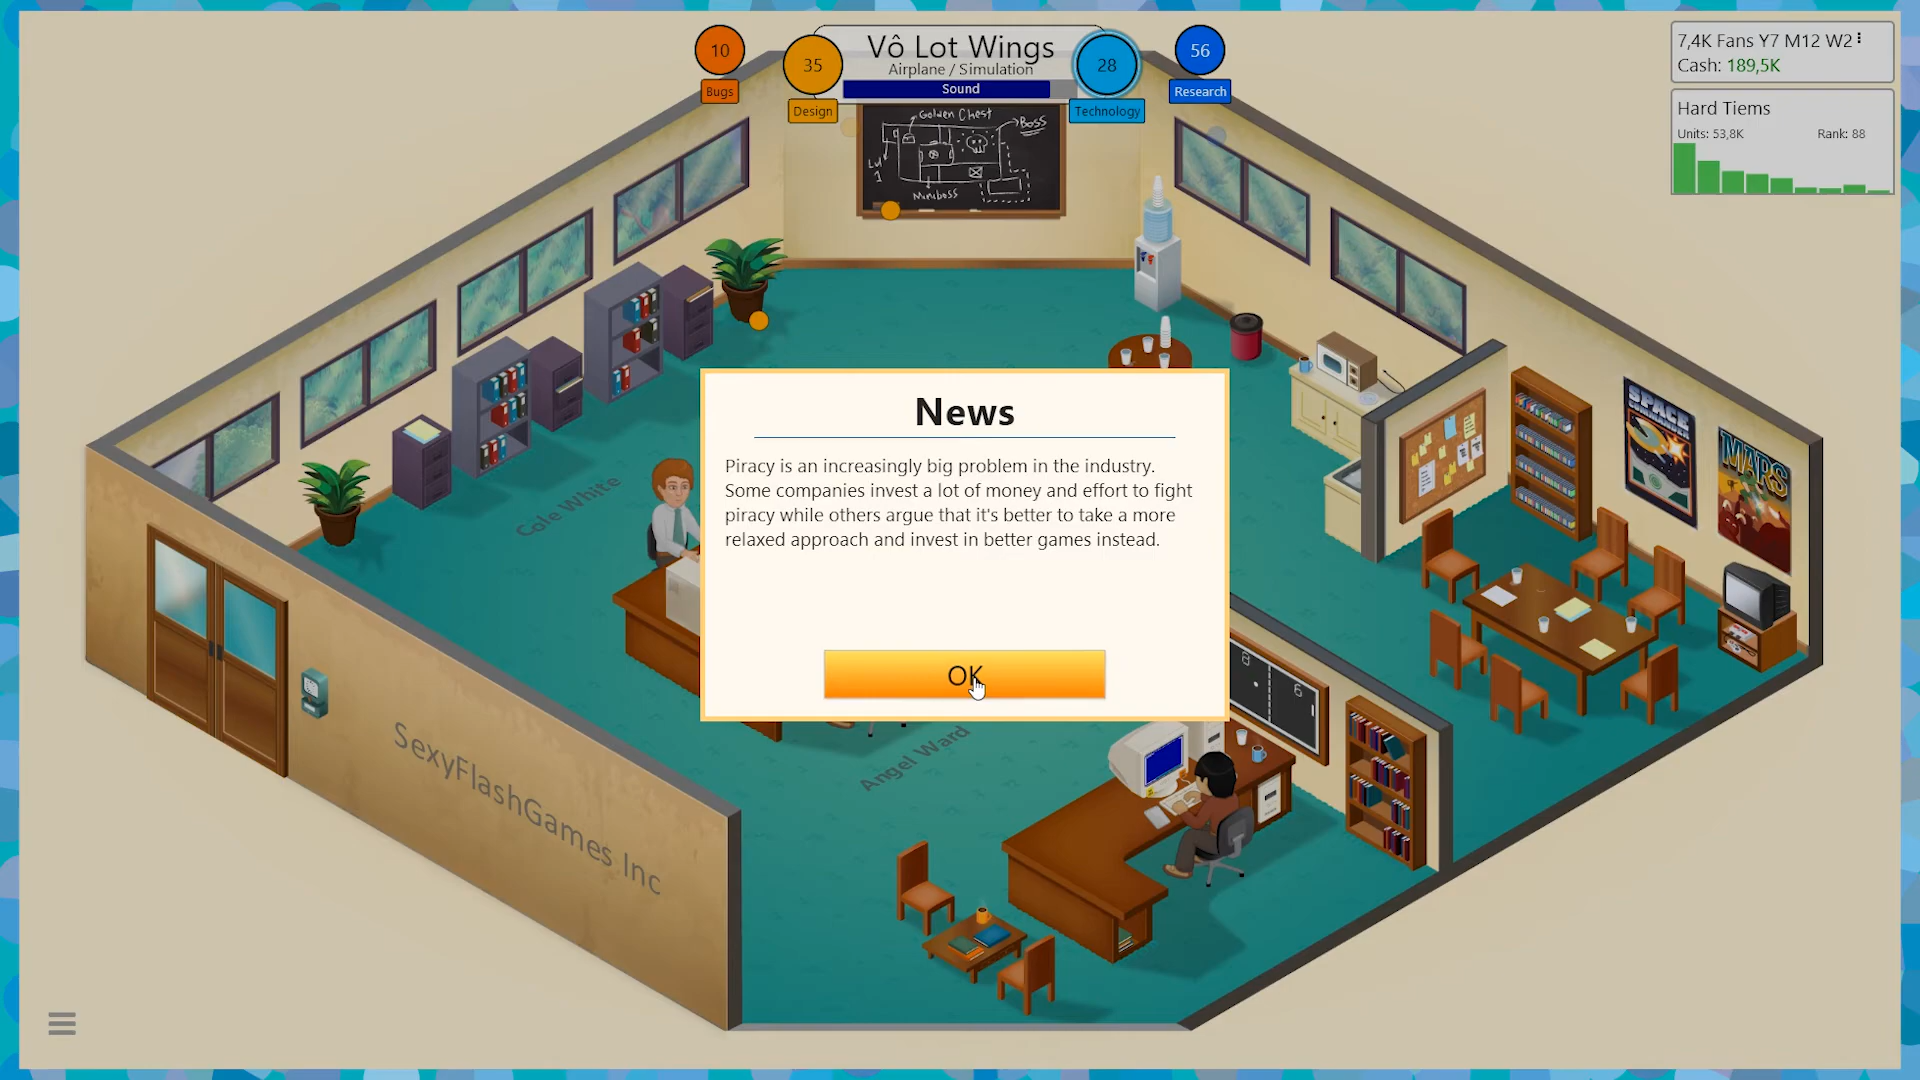 10
Bugs
35
Design
Vô Lot Wings
Airplane / Simulation
Sound
28
Technology
56
Research
7,4K Fans Y7 M12 W2
Cash: 189,5K
Hard Tiems
Units: 53,8K
Rank: 88
Golden Chest
Boss
Lvl
1
Miniboss
SPACE
COMMANDER
MARS
Cole White
News
Piracy is an increasingly big problem in the industry.
Some companies invest a lot of money and effort to fight
piracy while others argue that it's better to take a more
relaxed approach and invest in better games instead.
OK
8
6
Angel Ward
SexyFlashGames Inc